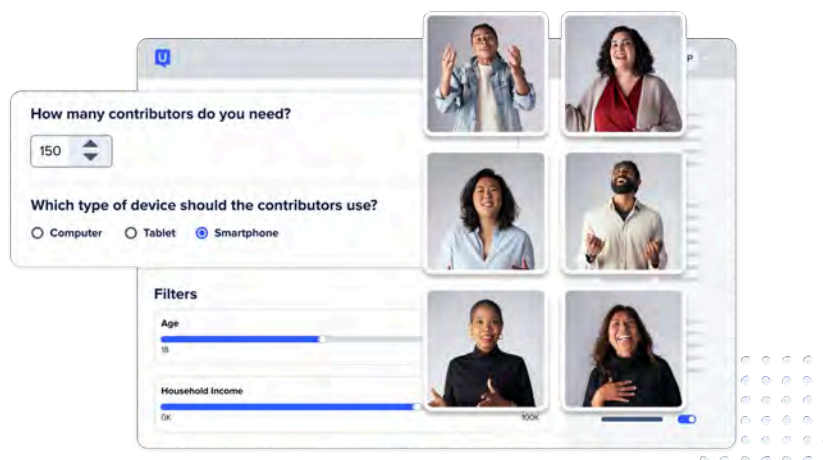 U
P
How many contributors do you need?
150
Which type of device should the contributors use?
Computer Tablet Smartphone
Filters
Age
18
Household Income
0K 100K